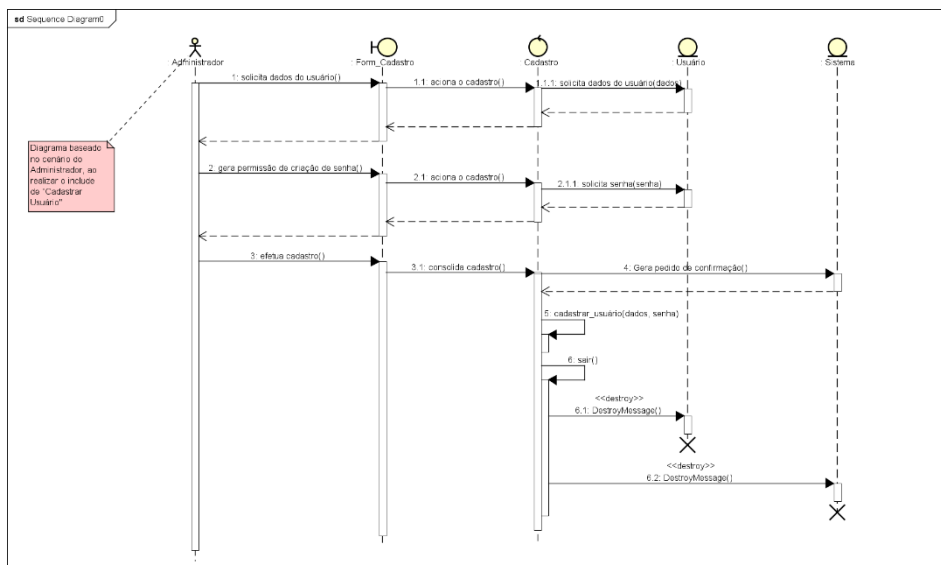 sd Sequence Diagram0
Administrador
: Form_Cadastro
Cadastro
: Usuário
: Sistema
1: solicita dados do usuário()
1.1: aciona o cadastro()
1.1.1: solicita dados do usuário(dados)
Diagrama baseado
no cenário do
Administrador, ao
realizar o include
de "Cadastrar
Usuário"
2: gera permissão de criação de senha()
2.1: aciona o cadastro()
2.1.1: solicita senha(senha)
3: efetua cadastro()
3.1: consolida cadastro()
4: Gera pedido de confirmação()
5: cadastrar_usuário(dados, senha)
6: sair()
<<destroy>>
6.1: DestroyMessage()
<<destroy>>
6.2: DestroyMessage()